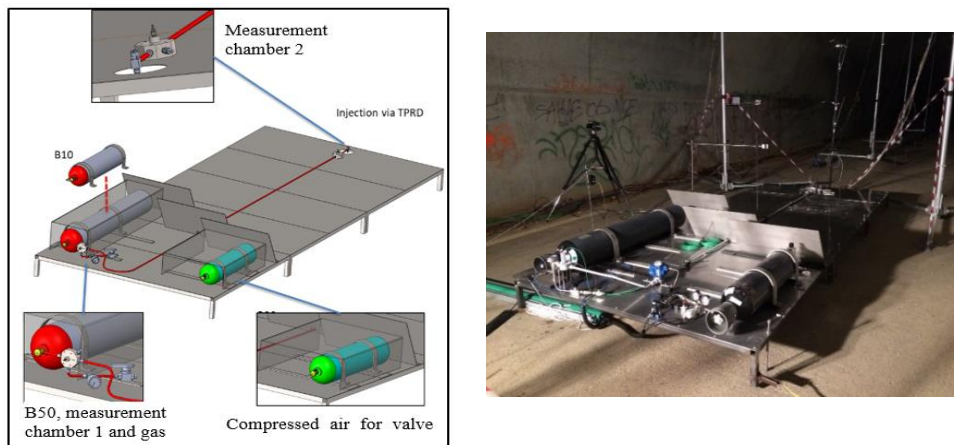 Measurement
chamber 2
Injection via TPRD
B10
B50, measurement
chamber 1 and gas
Compressed air for valve